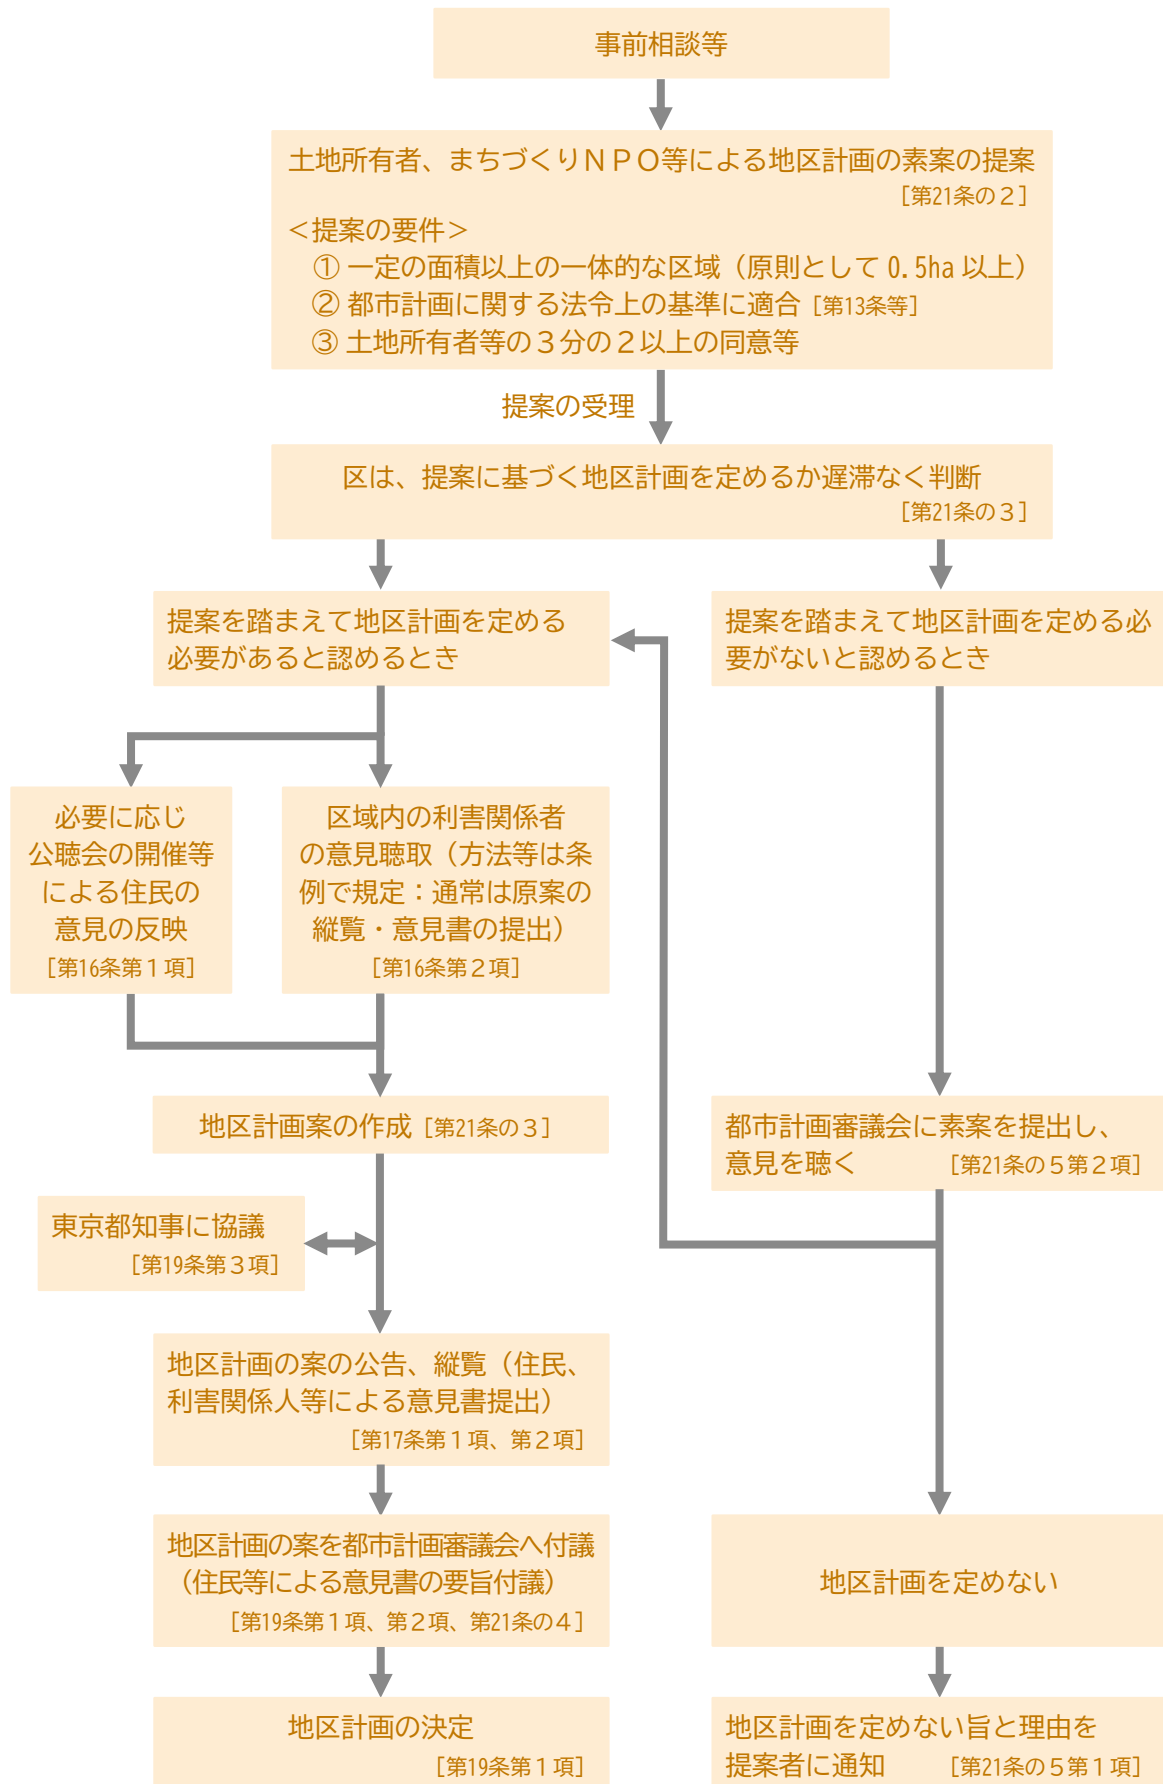 事前相談等
土地所有者、まちづくりＮＰＯ等による地区計画の素案の提案
［第21条の２］
＜提案の要件＞
① 一定の面積以上の一体的な区域（原則として 0.5ha 以上）
② 都市計画に関する法令上の基準に適合［第13条等］
③ 土地所有者等の３分の２以上の同意等
提案の受理
区は、提案に基づく地区計画を定めるか遅滞なく判断
［第21条の３］
提案を踏まえて地区計画を定める
必要があると認めるとき
提案を踏まえて地区計画を定める必
要がないと認めるとき
必要に応じ
公聴会の開催等
による住民の
意見の反映
［第16条第１項］
区域内の利害関係者
の意見聴取（方法等は条
例で規定：通常は原案の
縦覧・意見書の提出）
［第16条第２項］
地区計画案の作成［第21条の３］
都市計画審議会に素案を提出し、
意見を聴く ［第21条の５第２項］
東京都知事に協議
［第19条第３項］
地区計画の案の公告、縦覧（住民、
利害関係人等による意見書提出）
［第17条第１項、第２項］
地区計画の案を都市計画審議会へ付議
（住民等による意見書の要旨付議）
［第19条第１項、第２項、第21条の４］
地区計画を定めない
地区計画の決定
［第19条第１項］
地区計画を定めない旨と理由を
提案者に通知 ［第21条の５第１項］